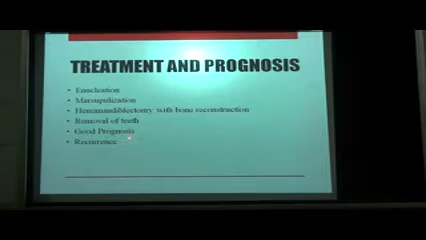 TREATMENT AND PROGNOSIS
• Enucleation
• Marsupilization
• Hemimandiblectomy with bone reconstruction
• Removal of teeth
• Good Prognosis
• Recurrence